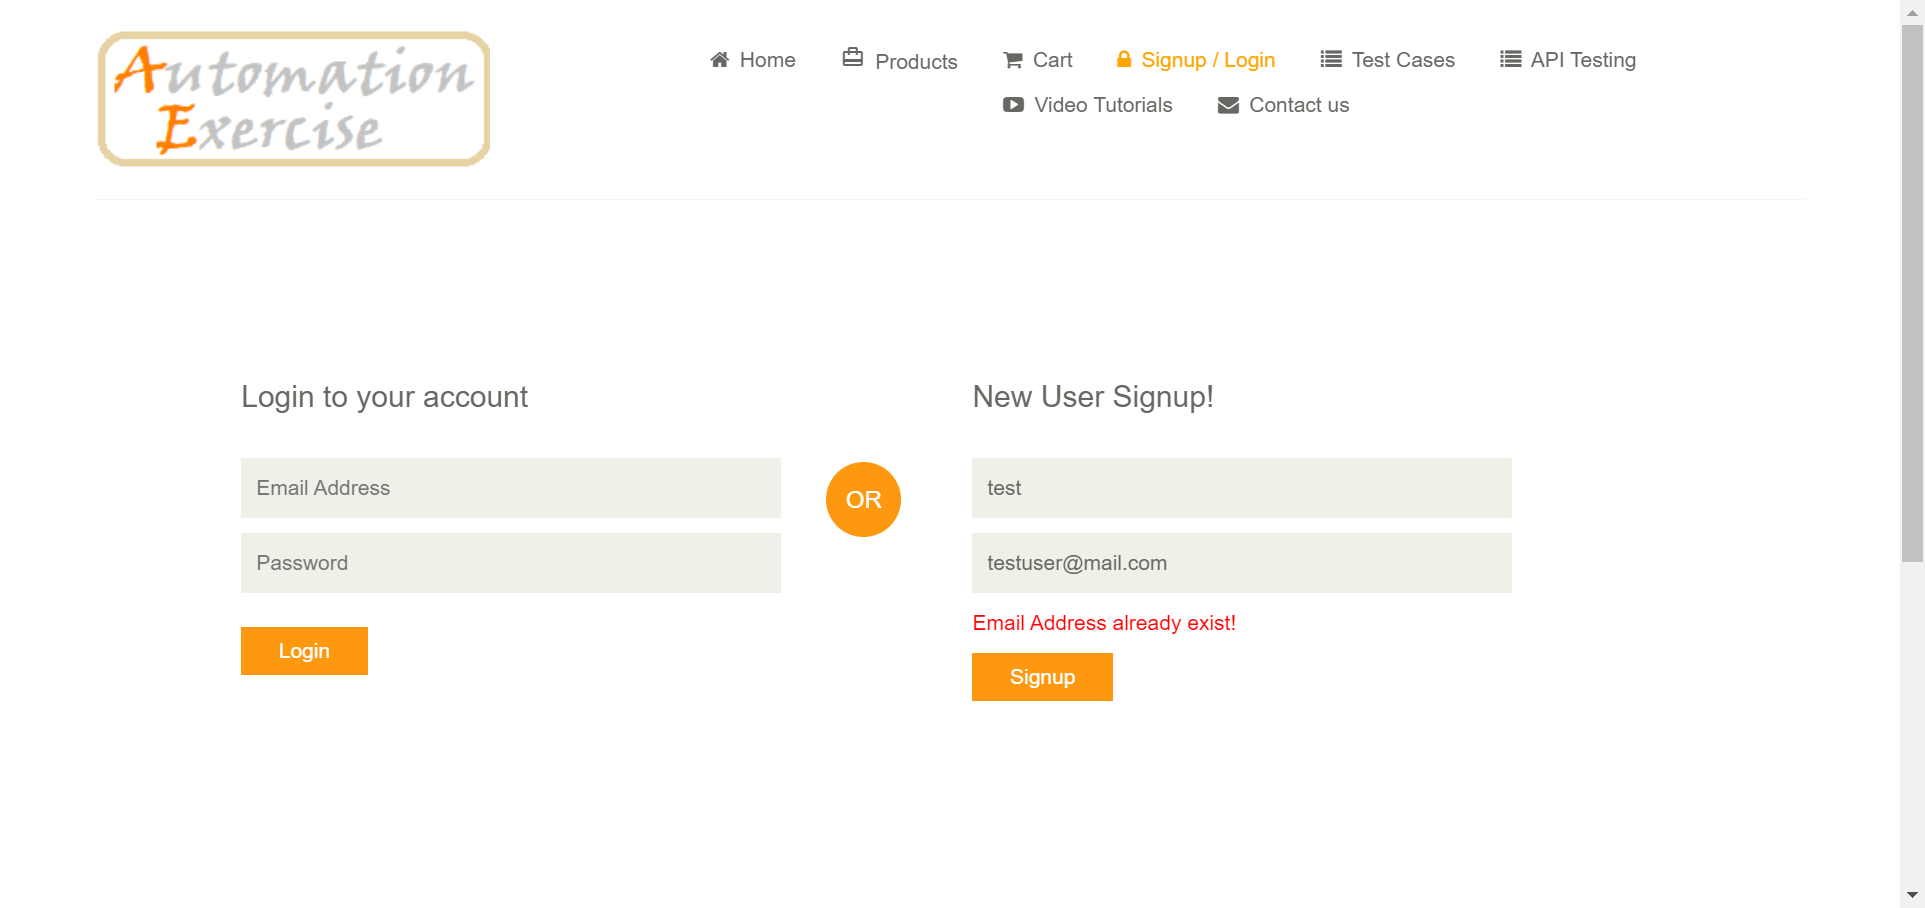 Automation
Exercise
Home Products Cart Signup / Login Test Cases API Testing
Video Tutorials Contact us
Login to your account
Email Address
Password
Login
OR
New User Signup!
test
testuser@mail.com
Email Address already exist!
Signup